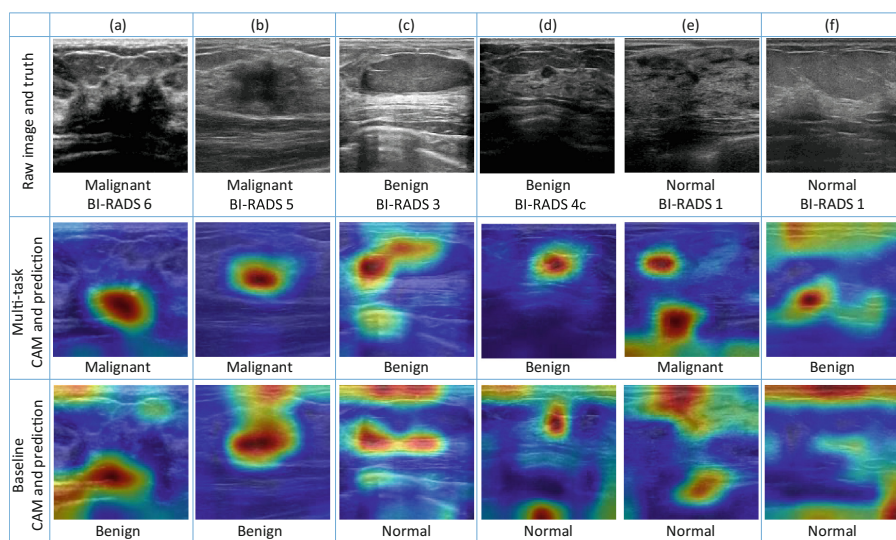 (a) (b) (c) (d) (e) (f)
Raw image and truth
Malignant Malignant Benign Benign Normal Normal
BI-RADS 6 BI-RADS 5 BI-RADS 3 BI-RADS 4c BI-RADS 1 BI-RADS 1
Multi-task
CAM and prediction
Malignant Malignant Benign Benign Malignant Benign
Baseline
CAM and prediction
Benign Benign Normal Normal Normal Normal